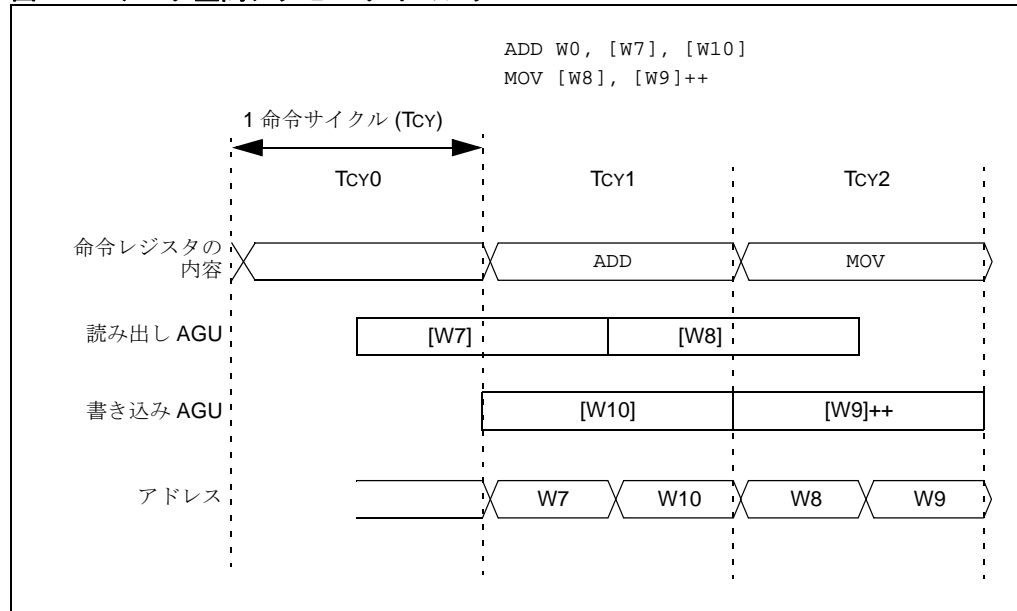 ADD W0, [W7], [W10]
MOV [W8], [W9]++
1 命令サイクル (TCY)
TCY0 TCY1 TCY2
命令レジスタの
内容
ADD MOV
読み出し AGU [W7] [W8]
書き込み AGU [W10] [W9]++
アドレス W7 W10 W8 W9